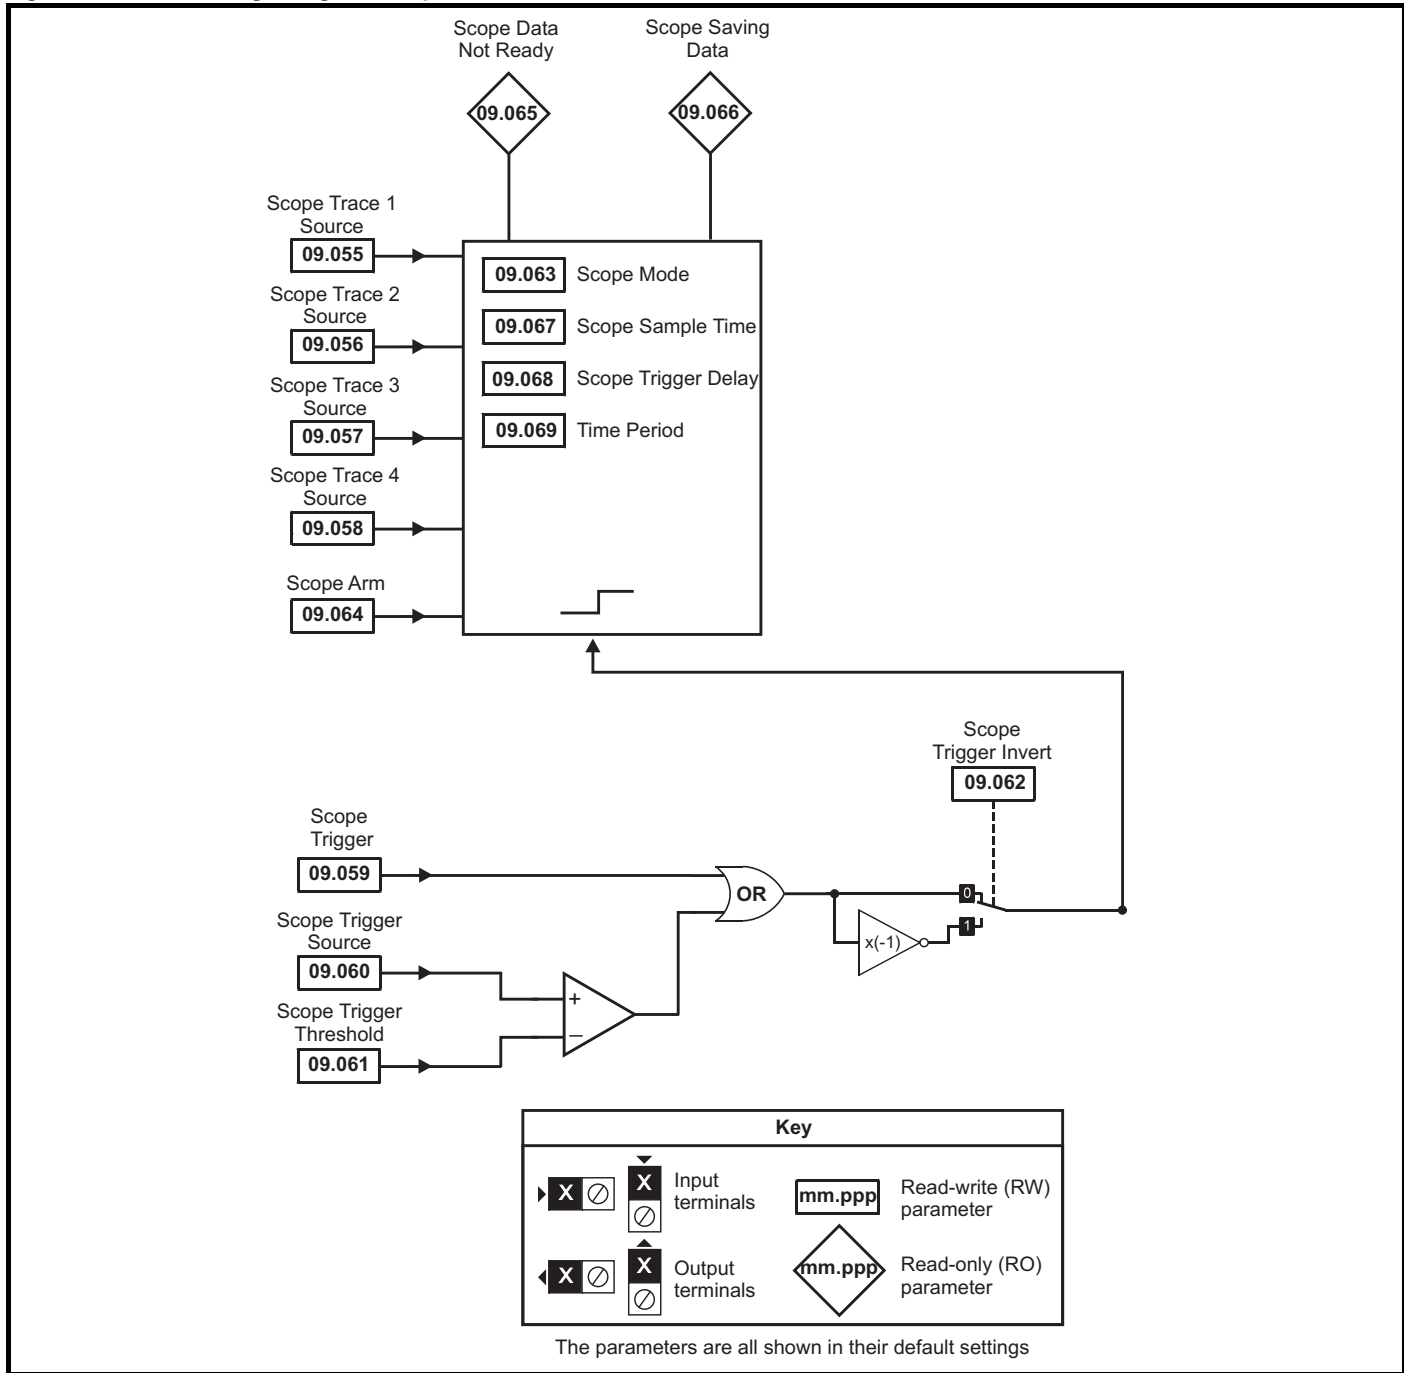 Scope Data
Not Ready
Scope Saving
Data
09.065
09.066
Scope Trace 1
Source
09.055
Scope Trace 2
Source
09.056
Scope Trace 3
Source
09.057
Scope Trace 4
Source
09.058
Scope Arm
09.064
09.063 Scope Mode
09.067 Scope Sample Time
09.068 Scope Trigger Delay
09.069 Time Period
Scope
Trigger Invert
09.062
Scope
Trigger
09.059
OR
0
1
x(-1)
Scope Trigger
Source
09.060
+
Scope Trigger
Threshold
09.061
–
Key
X
X
Input
terminals
mm.ppp
Read-write (RW)
parameter
X
X
Output
terminals
mm.ppp
Read-only (RO)
parameter
The parameters are all shown in their default settings